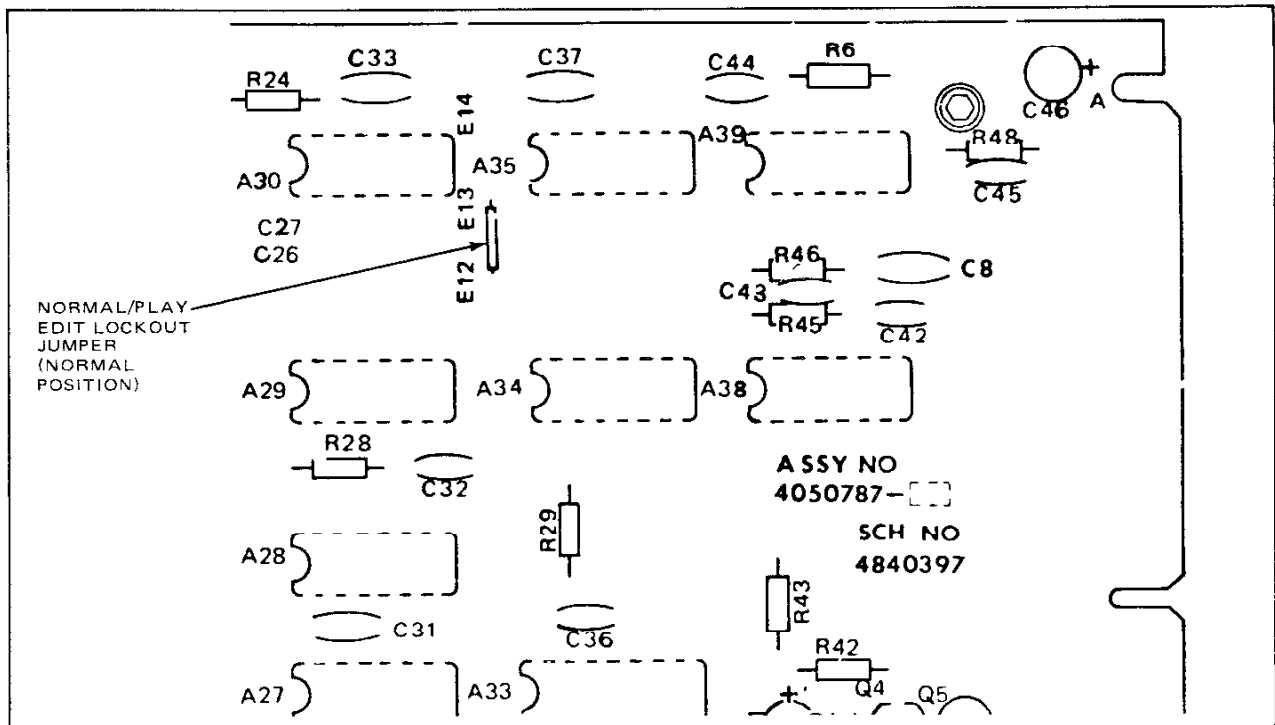 C33
C37
C44
R6
R24
E14
C46
A
A39
R48
A30
A35
E13
C45
C27
C26
R46
C8
E12
C43
R45
C42
NORMAL/PLAY
EDIT LOCKOUT
JUMPER
(NORMAL
POSITION)
A29
A34
A38
R28
C32
ASSY NO
4050787-
R29
SCH NO
4840397
A28
R43
C31
C36
R42
A27
A33
Q4
Q5